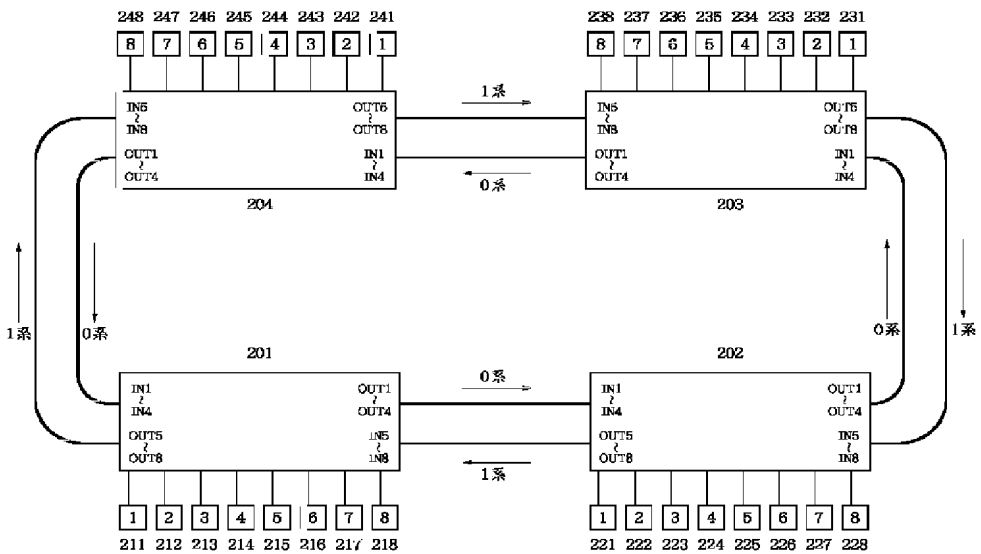 248 247 246 245 244 243 242 241
238 237 236 235 234 233 232 231
8 7 6 5 4 3 2 1
8 7 6 5 4 3 2 1
1系
IN5
~
IN8
OUT5
~
OUT8
IN5
~
IN8
OUT5
~
OUT8
OUT1
~
OUT4
IN1
~
IN4
OUT1
~
OUT4
IN1
~
IN4
0系
204
203
1系
0系
0系
1系
201
202
0系
IN1
~
IN4
OUT1
~
OUT4
IN1
~
IN4
OUT1
~
OUT4
OUT5
~
OUT8
IN5
~
IN8
OUT5
~
OUT8
IN5
~
IN8
1系
1 2 3 4 5 6 7 8
1 2 3 4 5 6 7 8
211 212 213 214 215 216 217 218
221 222 223 224 225 226 227 228